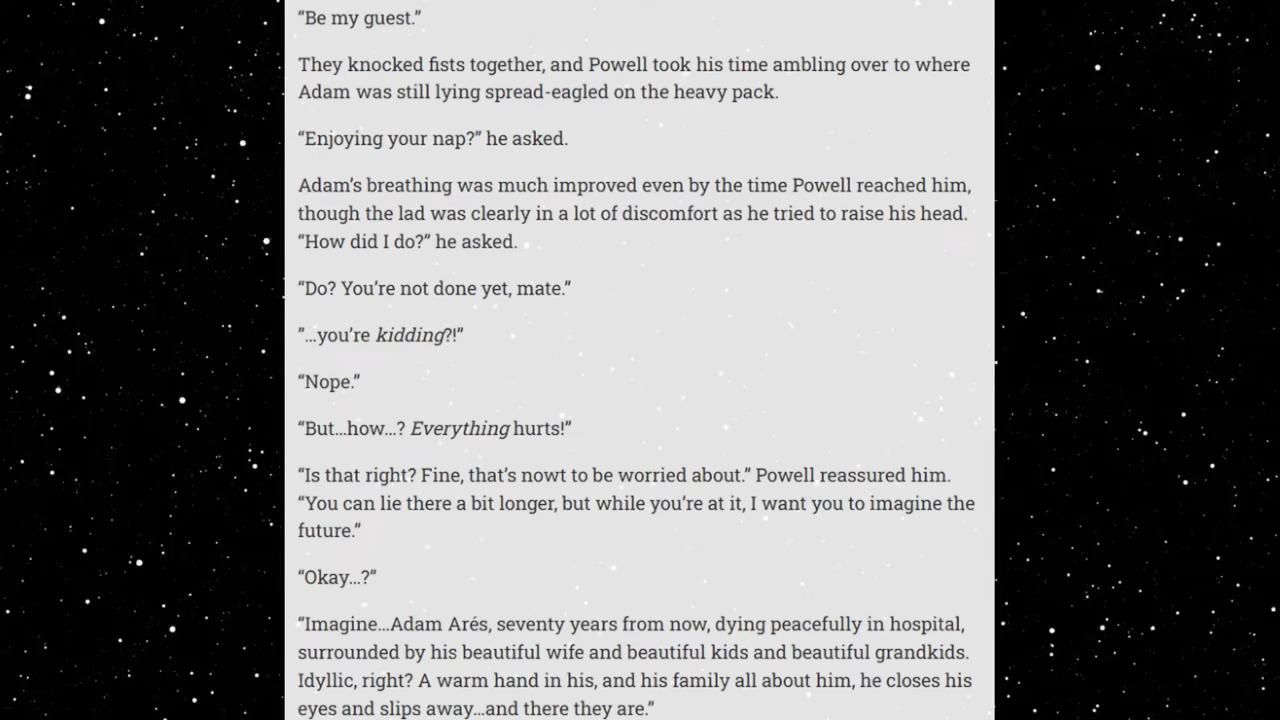 “Be my guest.”
They knocked fists together, and Powell took his time ambling over to where
Adam was still lying spread-eagled on the heavy pack.
“Enjoying your nap?” he asked.
Adam’s breathing was much improved even by the time Powell reached him,
though the lad was clearly in a lot of discomfort as he tried to raise his head.
“How did I do?” he asked.
“Do? You’re not done yet, mate.”
”…you’re kidding?!”
“Nope.”
“But…how…? Everything hurts!”
“Is that right? Fine, that’s nowt to be worried about.” Powell reassured him.
“You can lie there a bit longer, but while you’re at it, I want you to imagine the
future.”
“Okay…?”
“Imagine…Adam Arés, seventy years from now, dying peacefully in hospital,
surrounded by his beautiful wife and beautiful kids and beautiful grandkids.
Idyllic, right? A warm hand in his, and his family all about him, he closes his
eyes and slips away…and there they are.”